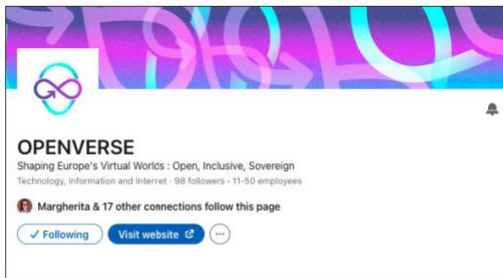 OPENVERSE
Shaping Europe's Virtual Worlds : Open, Inclusive, Sovereign
Technology, Information and Internet · 98 followers · 11-50 employees
Margherita & 17 other connections follow this page
✓ Following Visit website ...